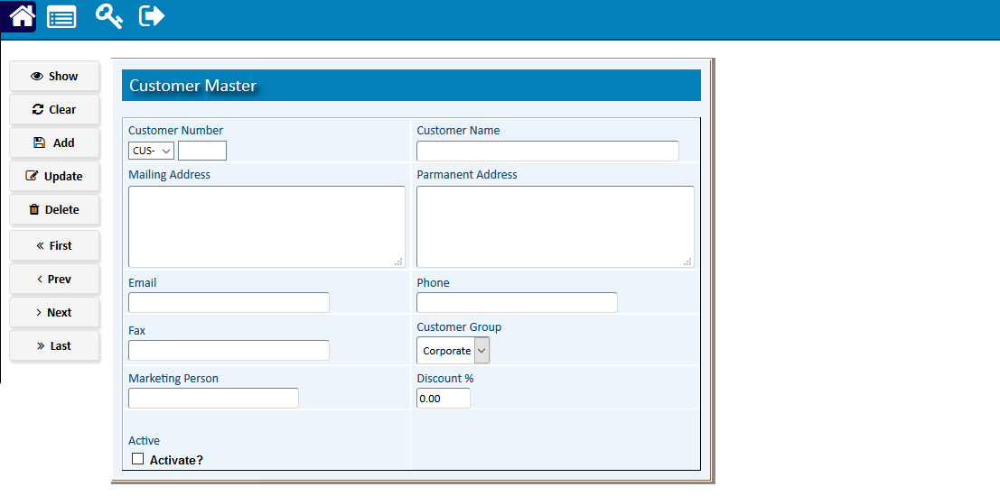 Show
Clear
Add
Update
Delete
First
Prev
Next
Last
Customer Master
Customer Number
CUS-
Customer Name
Mailing Address
Parmanent Address
Email
Phone
Fax
Customer Group
Corporate
Marketing Person
Discount %
0.00
Active
Activate?